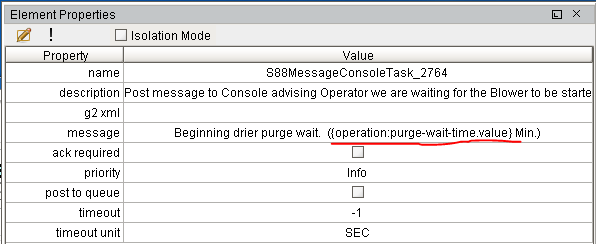 Element Properties
! Isolation Mode
Property Value
name S88MessageConsoleTask_2764
description Post message to Console advising Operator we are waiting for the Blower to be starte
g2 xml
message Beginning drier purge wait. ({operation:purge-wait-time.value} Min.)
ack required
priority Info
post to queue
timeout -1
timeout unit SEC